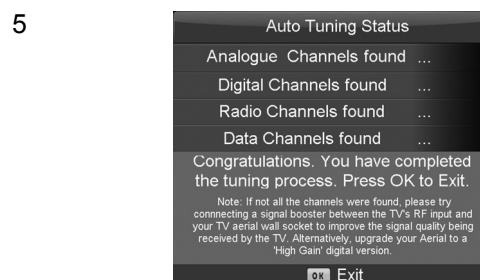 5
Auto Tuning Status
Analogue Channels found ...
Digital Channels found ...
Radio Channels found ...
Data Channels found ...
Congratulations. You have completed
the tuning process. Press OK to Exit.
Note: If not all the channels were found, please try
connnecting a signal booster between the TV's RF input and
your TV aerial wall socket to improve the signal quality being
received by the TV. Alternatively, upgrade your Aerial to a
'High Gain' digital version.
OK Exit